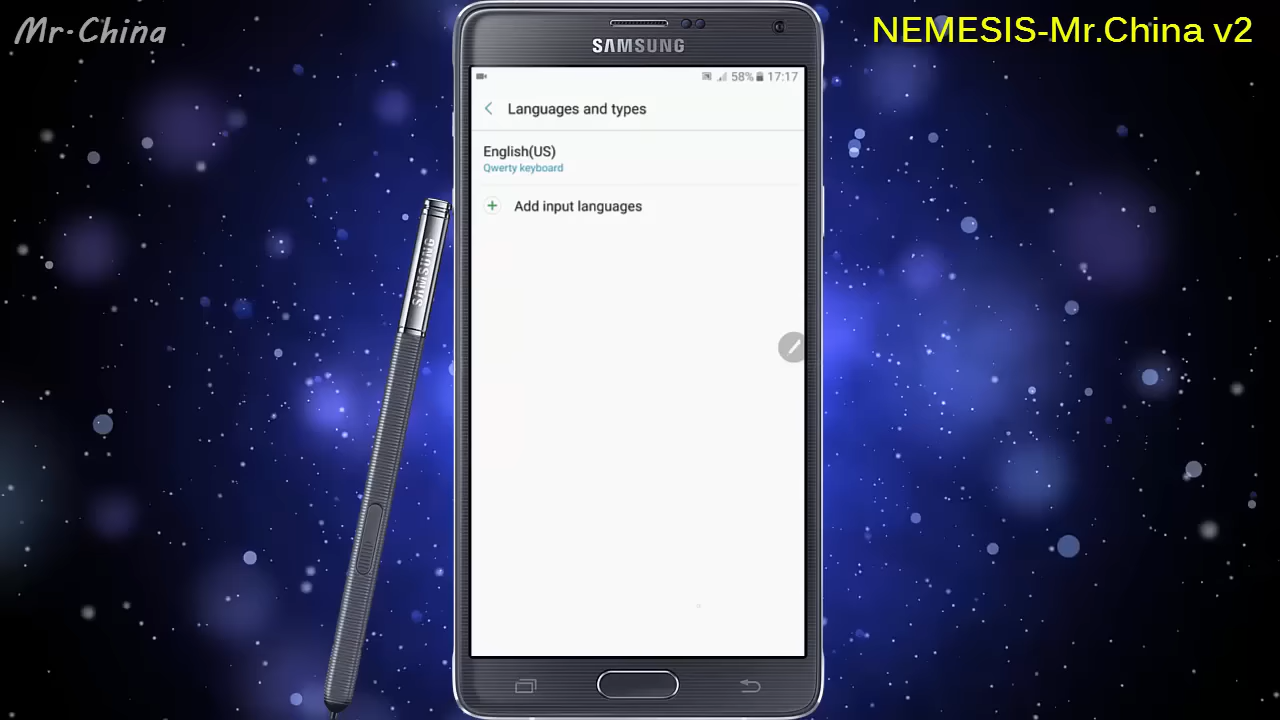 Mr-China
NEMESIS-Mr.China v2
SAMSUNG
58% 17:17
Languages and types
English(US)
Qwerty keyboard
Add input languages
SAMSUNG